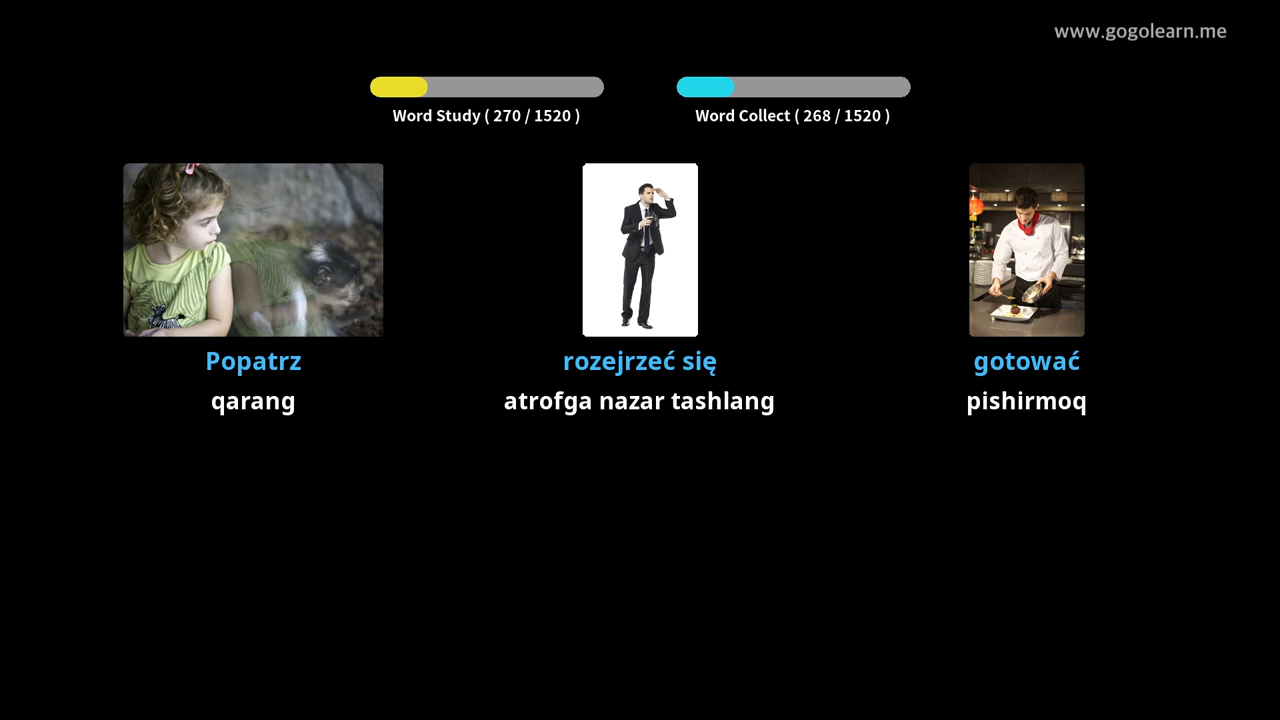 www.gogolearn.me
Word Study ( 270 / 1520 )
Word Collect ( 268 / 1520 )
Popatrz
qarang
rozejrzeć się
atrofga nazar tashlang
gotować
pishirmoq